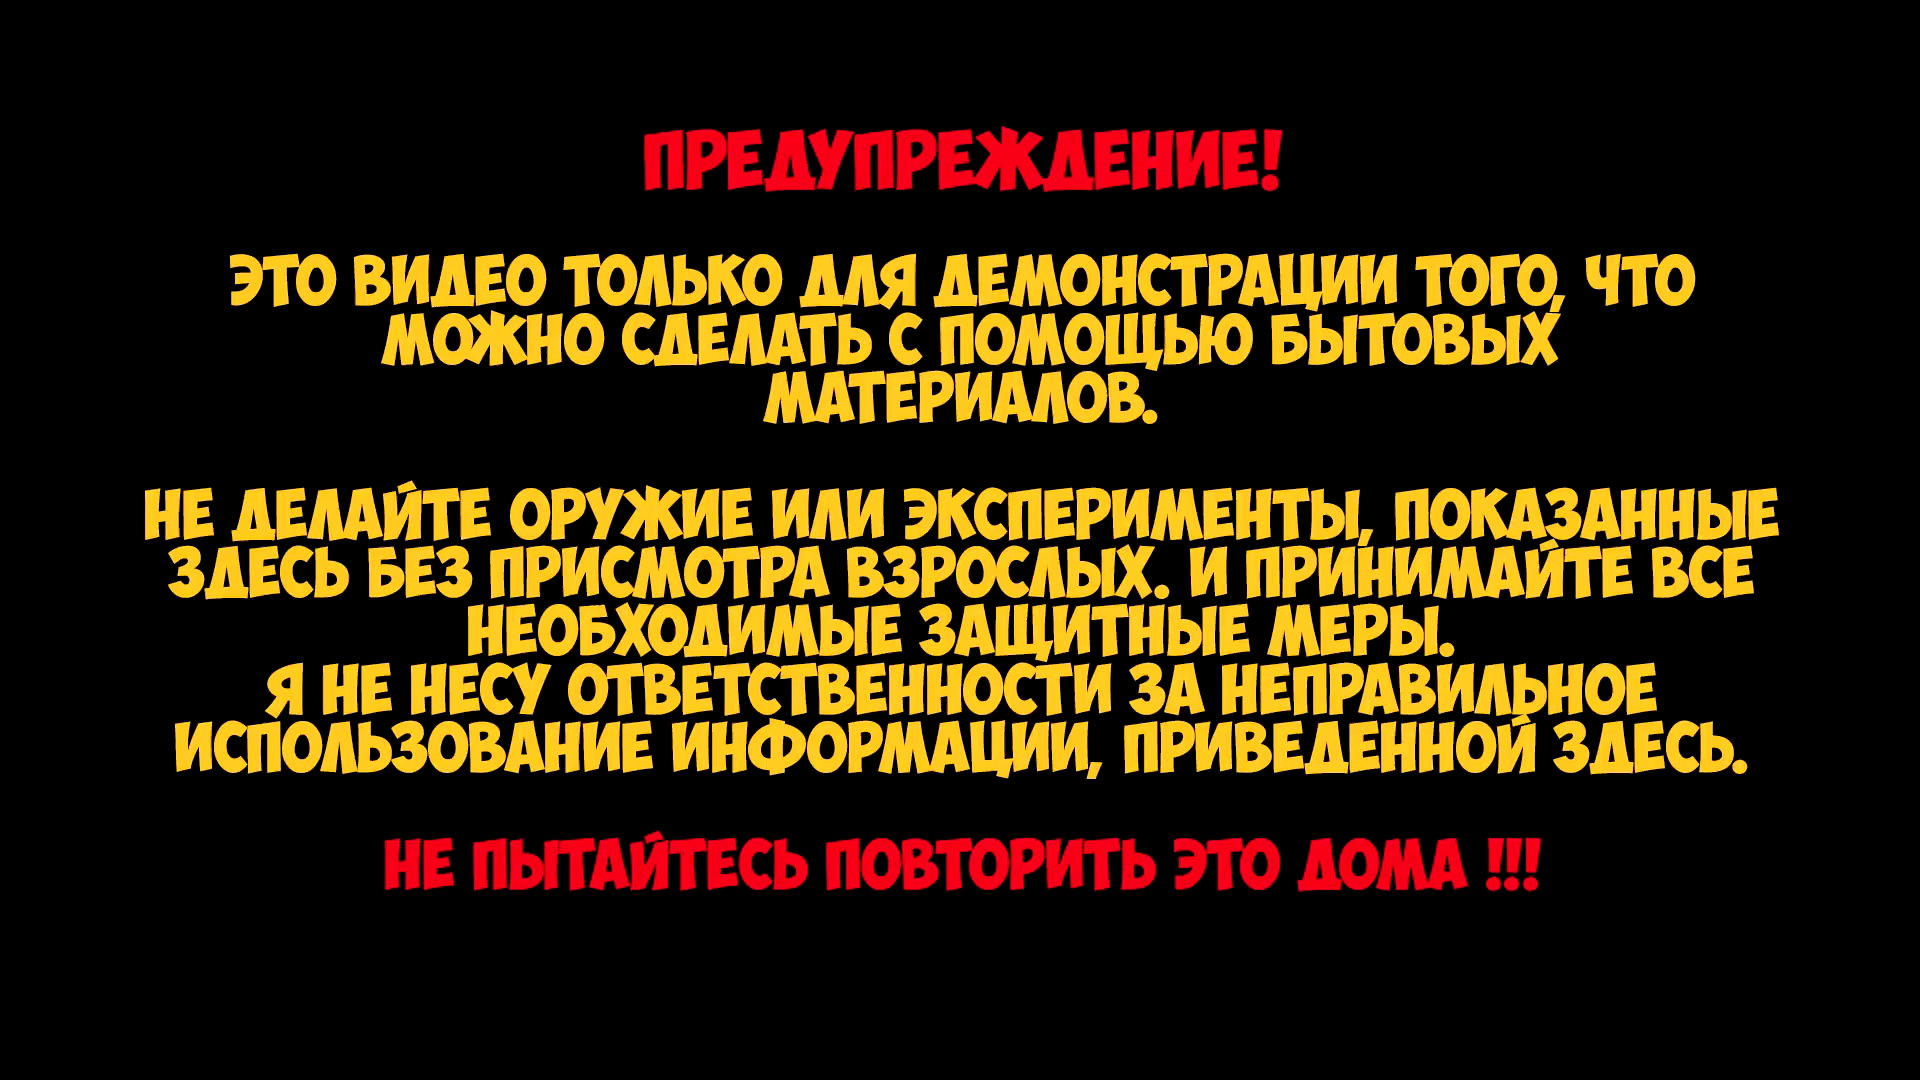 ПРЕДУПРЕЖДЕНИЕ!
ЭТО ВИДЕО ТОЛЬКО ДЛЯ ДЕМОНСТРАЦИИ ТОГО, ЧТО
МОЖНО СДЕЛАТЬ С ПОМОЩЬЮ БЫТОВЫХ
МАТЕРИАЛОВ.
НЕ ДЕЛАЙТЕ ОРУЖИЕ ИЛИ ЭКСПЕРИМЕНТЫ, ПОКАЗАННЫЕ
ЗДЕСЬ БЕЗ ПРИСМОТРА ВЗРОСЛЫХ. И ПРИНИМАЙТЕ ВСЕ
НЕОБХОДИМЫЕ ЗАЩИТНЫЕ МЕРЫ.
Я НЕ НЕСУ ОТВЕТСТВЕННОСТИ ЗА НЕПРАВИЛЬНОЕ
ИСПОЛЬЗОВАНИЕ ИНФОРМАЦИИ, ПРИВЕДЕННОЙ ЗДЕСЬ.
НЕ ПЫТАЙТЕСЬ ПОВТОРИТЬ ЭТО ДОМА !!!